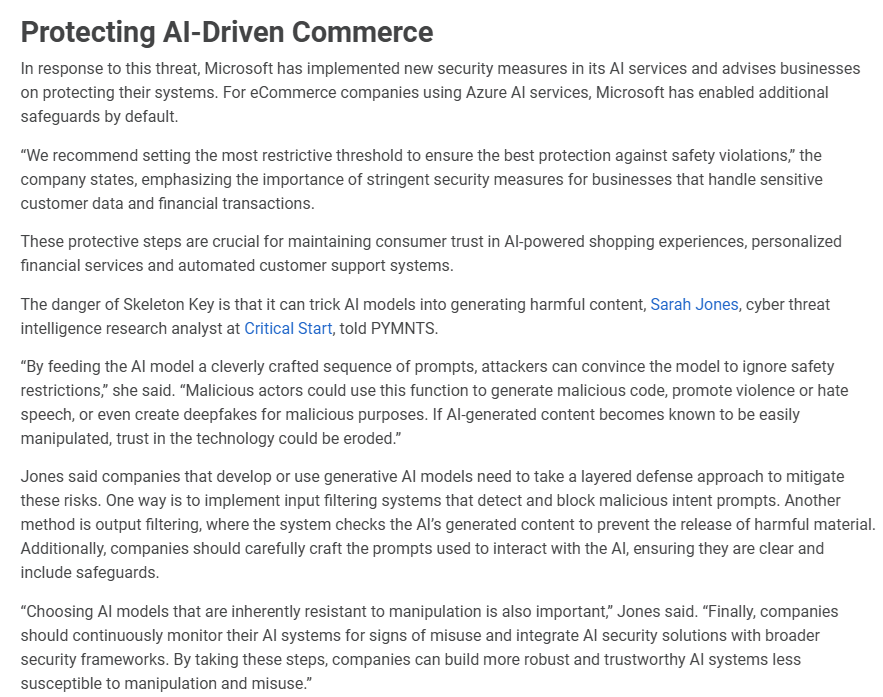 Protecting AI-Driven Commerce
In response to this threat, Microsoft has implemented new security measures in its AI services and advises businesses
on protecting their systems. For eCommerce companies using Azure AI services, Microsoft has enabled additional
safeguards by default.
“We recommend setting the most restrictive threshold to ensure the best protection against safety violations,” the
company states, emphasizing the importance of stringent security measures for businesses that handle sensitive
customer data and financial transactions.
These protective steps are crucial for maintaining consumer trust in AI-powered shopping experiences, personalized
financial services and automated customer support systems.
The danger of Skeleton Key is that it can trick AI models into generating harmful content, Sarah Jones, cyber threat
intelligence research analyst at Critical Start, told PYMNTS.
“By feeding the AI model a cleverly crafted sequence of prompts, attackers can convince the model to ignore safety
restrictions,” she said. “Malicious actors could use this function to generate malicious code, promote violence or hate
speech, or even create deepfakes for malicious purposes. If AI-generated content becomes known to be easily
manipulated, trust in the technology could be eroded.”
Jones said companies that develop or use generative AI models need to take a layered defense approach to mitigate
these risks. One way is to implement input filtering systems that detect and block malicious intent prompts. Another
method is output filtering, where the system checks the AI’s generated content to prevent the release of harmful material.
Additionally, companies should carefully craft the prompts used to interact with the AI, ensuring they are clear and
include safeguards.
“Choosing AI models that are inherently resistant to manipulation is also important,” Jones said. “Finally, companies
should continuously monitor their AI systems for signs of misuse and integrate AI security solutions with broader
security frameworks. By taking these steps, companies can build more robust and trustworthy AI systems less
susceptible to manipulation and misuse.”